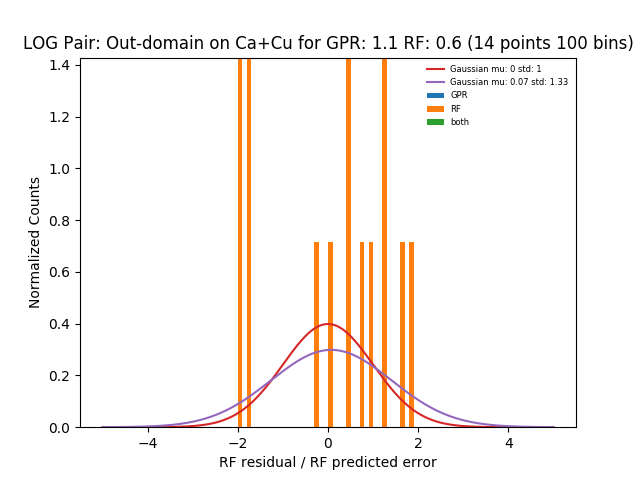 LOG Pair: Out-domain on Ca+Cu for GPR: 1.1 RF: 0.6 (14 points 100 bins)
Gaussian mu: 0 std: 1
Gaussian mu: 0.07 std: 1.33
GPR
RF
both
Normalized Counts
1.4
1.2
1.0
0.8
0.6
0.4
0.2
0.0
−4 −2 0 2 4
RF residual / RF predicted error